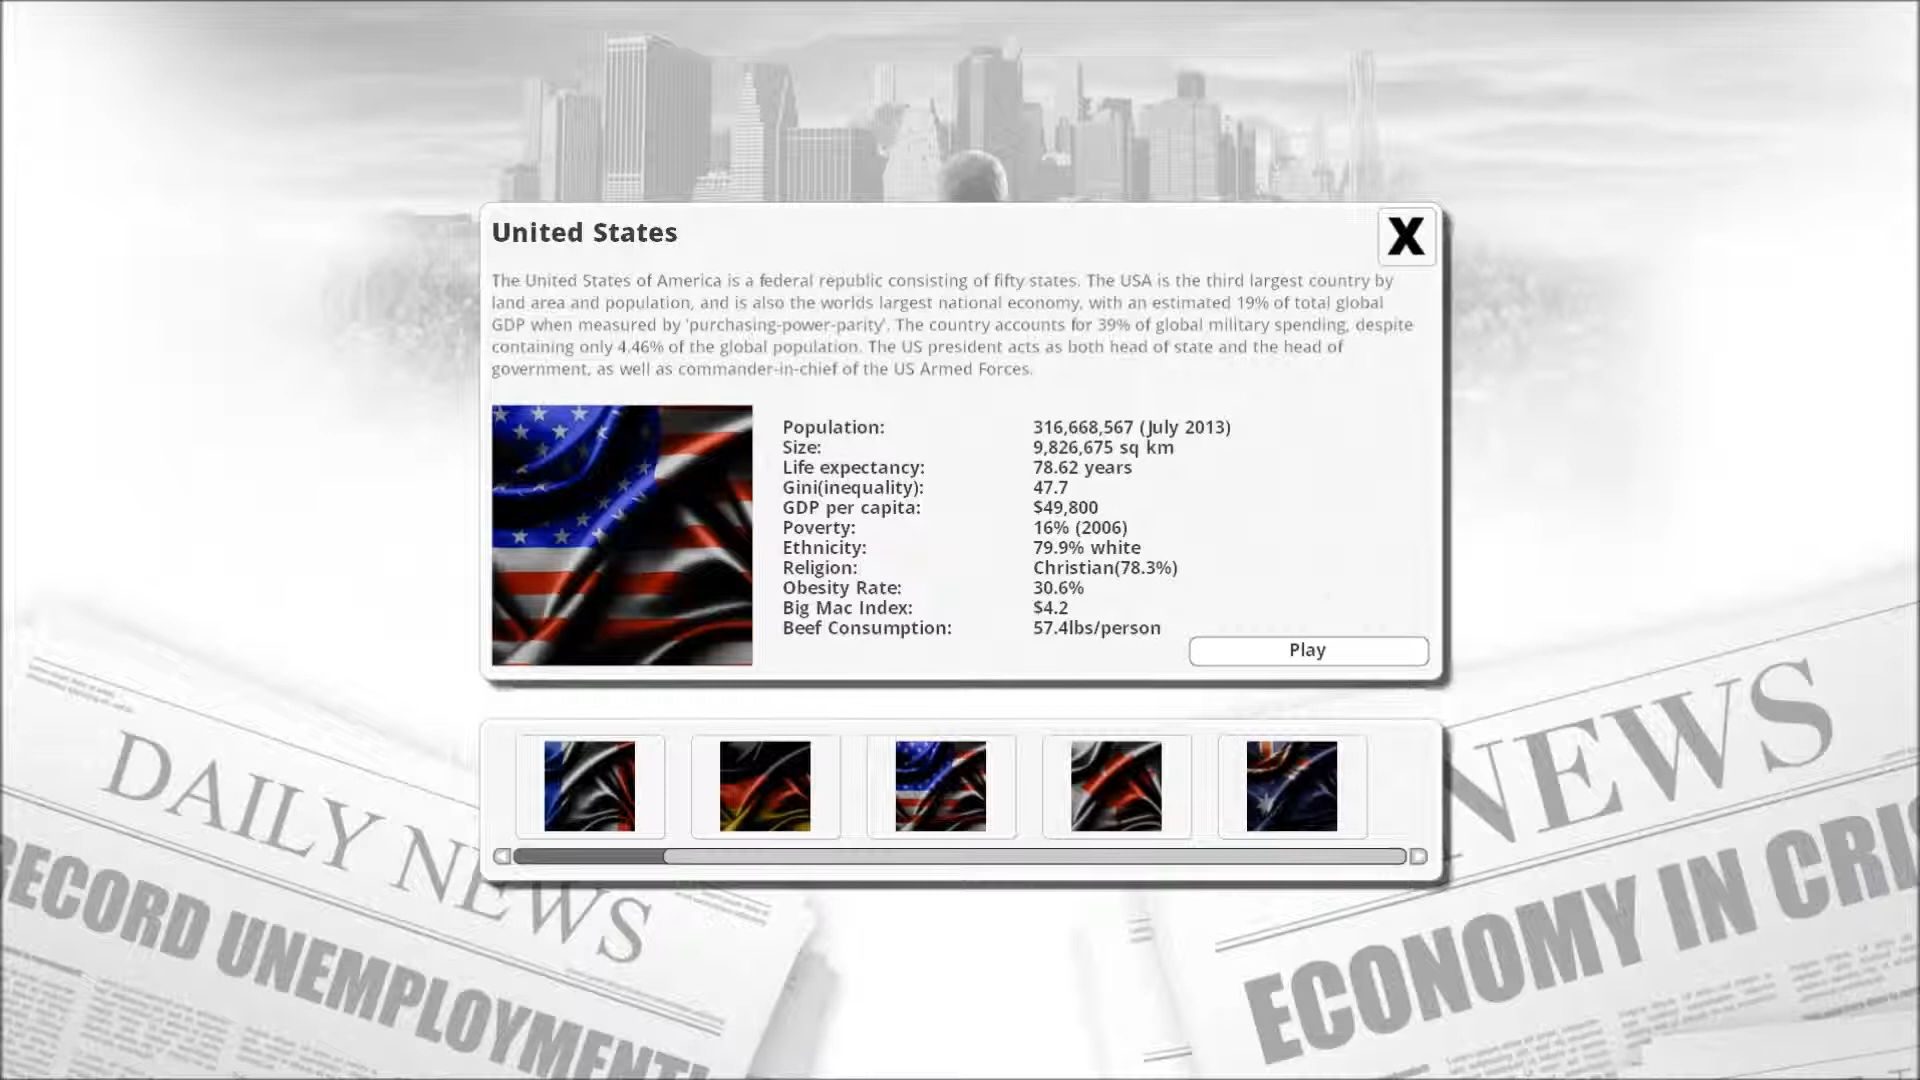 United States
X
The United States of America is a federal republic consisting of fifty states. The USA is the third largest country by
land area and population, and is also the worlds largest national economy, with an estimated 19% of total global
GDP when measured by 'purchasing-power-parity'. The country accounts for 39% of global military spending, despite
containing only 4.46% of the global population. The US president acts as both head of state and the head of
government, as well as commander-in-chief of the US Armed Forces.
Population: 316,668,567 (July 2013)
Size: 9,826,675 sq km
Life expectancy: 78.62 years
Gini(inequality): 47.7
GDP per capita: $49,800
Poverty: 16% (2006)
Ethnicity: 79.9% white
Religion: Christian(78.3%)
Obesity Rate: 30.6%
Big Mac Index: $4.2
Beef Consumption: 57.4lbs/person
Play
DAILY NEWS
RECORD UNEMPLOYMENT
NEWS
ECONOMY IN CRIS